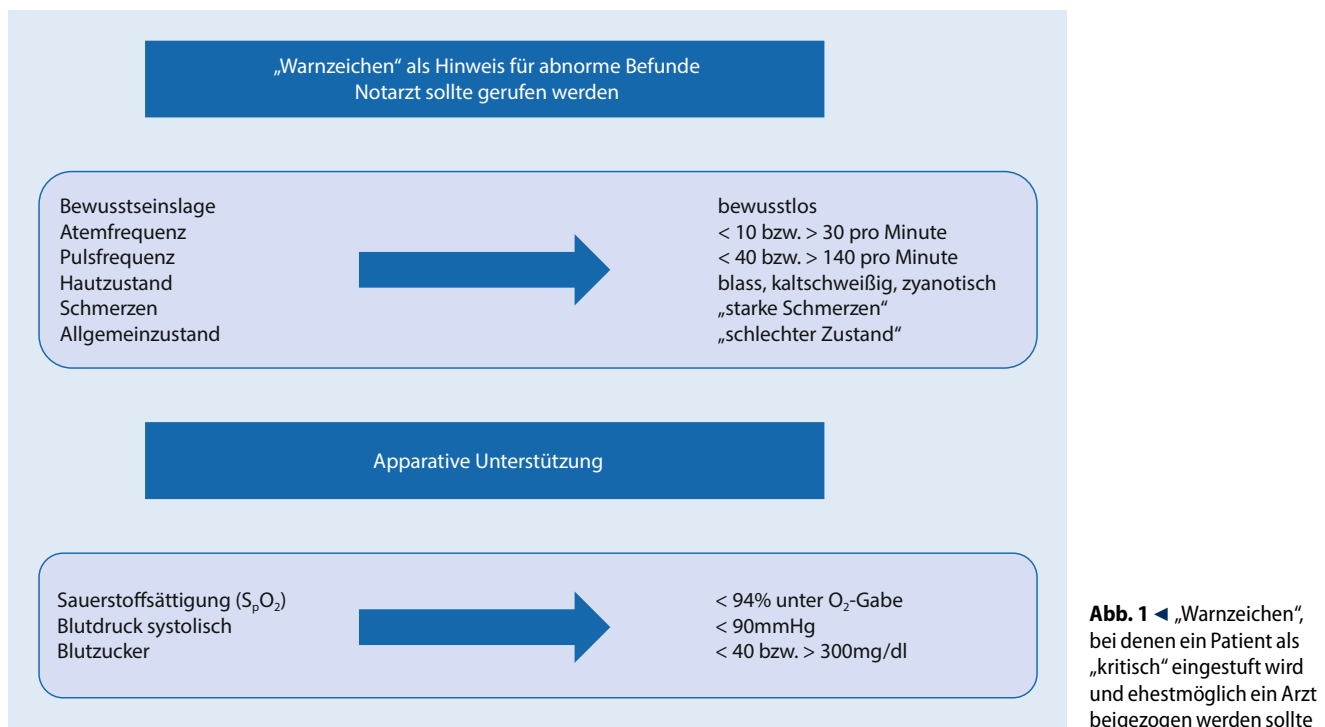 „Warnzeichen“ als Hinweis für abnorme Befunde
Notarzt sollte gerufen werden
Bewusstseinslage bewusstlos
Atemfrequenz < 10 bzw. > 30 pro Minute
Pulsfrequenz < 40 bzw. > 140 pro Minute
Hautzustand blass, kaltschweißig, zyanotisch
Schmerzen „starke Schmerzen“
Allgemeinzustand „schlechter Zustand“
Apparative Unterstützung
Sauerstoffsättigung (SpO2) < 94% unter O2-Gabe
Blutdruck systolisch < 90mmHg
Blutzucker < 40 bzw. > 300mg/dl
Abb. 1 ◄ „Warnzeichen“,
bei denen ein Patient als
„kritisch“ eingestuft wird
und ehestmöglich ein Arzt
beigezogen werden sollte